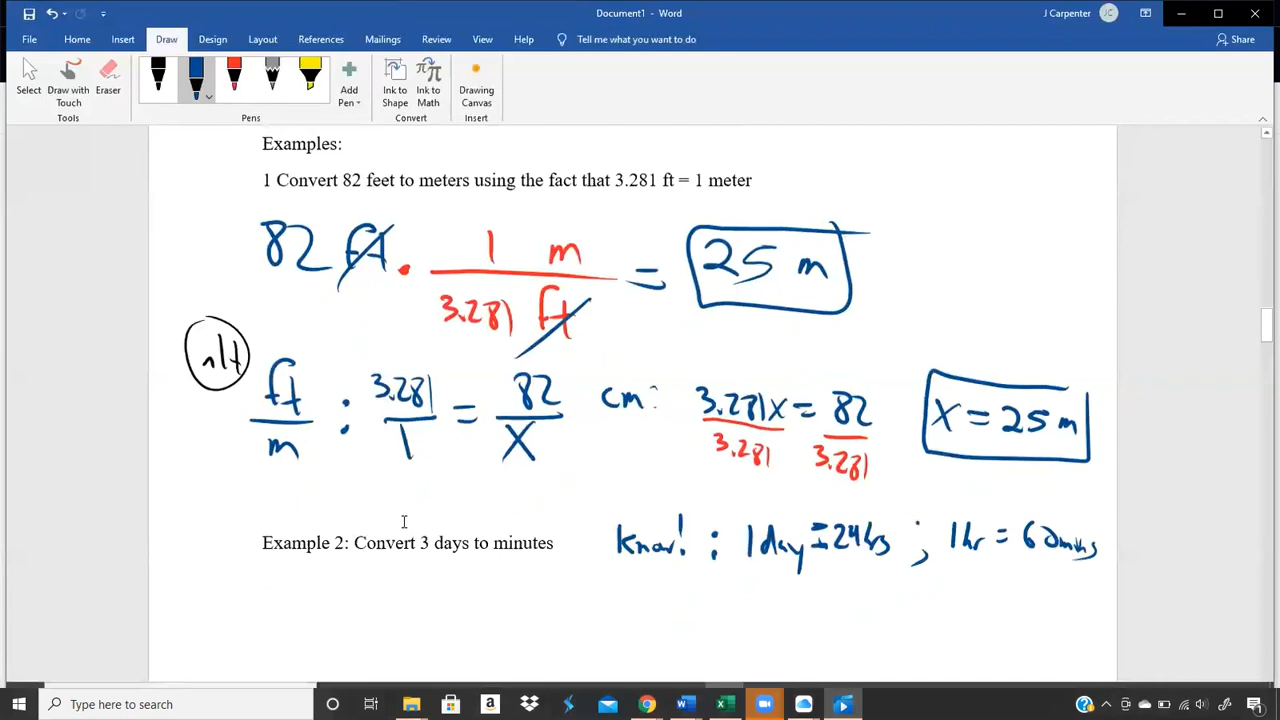 Document1 - Word
J Carpenter
JC
File Home Insert Draw Design Layout References Mailings Review View Help Tell me what you want to do Share
Select Draw with Touch Eraser Add Pen Ink to Shape Ink to Math Drawing Canvas
Tools Pens Convert Insert
Examples:
1 Convert 82 feet to meters using the fact that 3.281 ft = 1 meter
82 ft · 1 m / 3.281 ft = 25 m
alt
ft / m : 3.281 / 1 = 82 / X cm: 3.281x = 82 X = 25 m
3.281 3.281
Example 2: Convert 3 days to minutes know! : 1 day = 24 hrs ; 1 hr = 60 mins
Type here to search